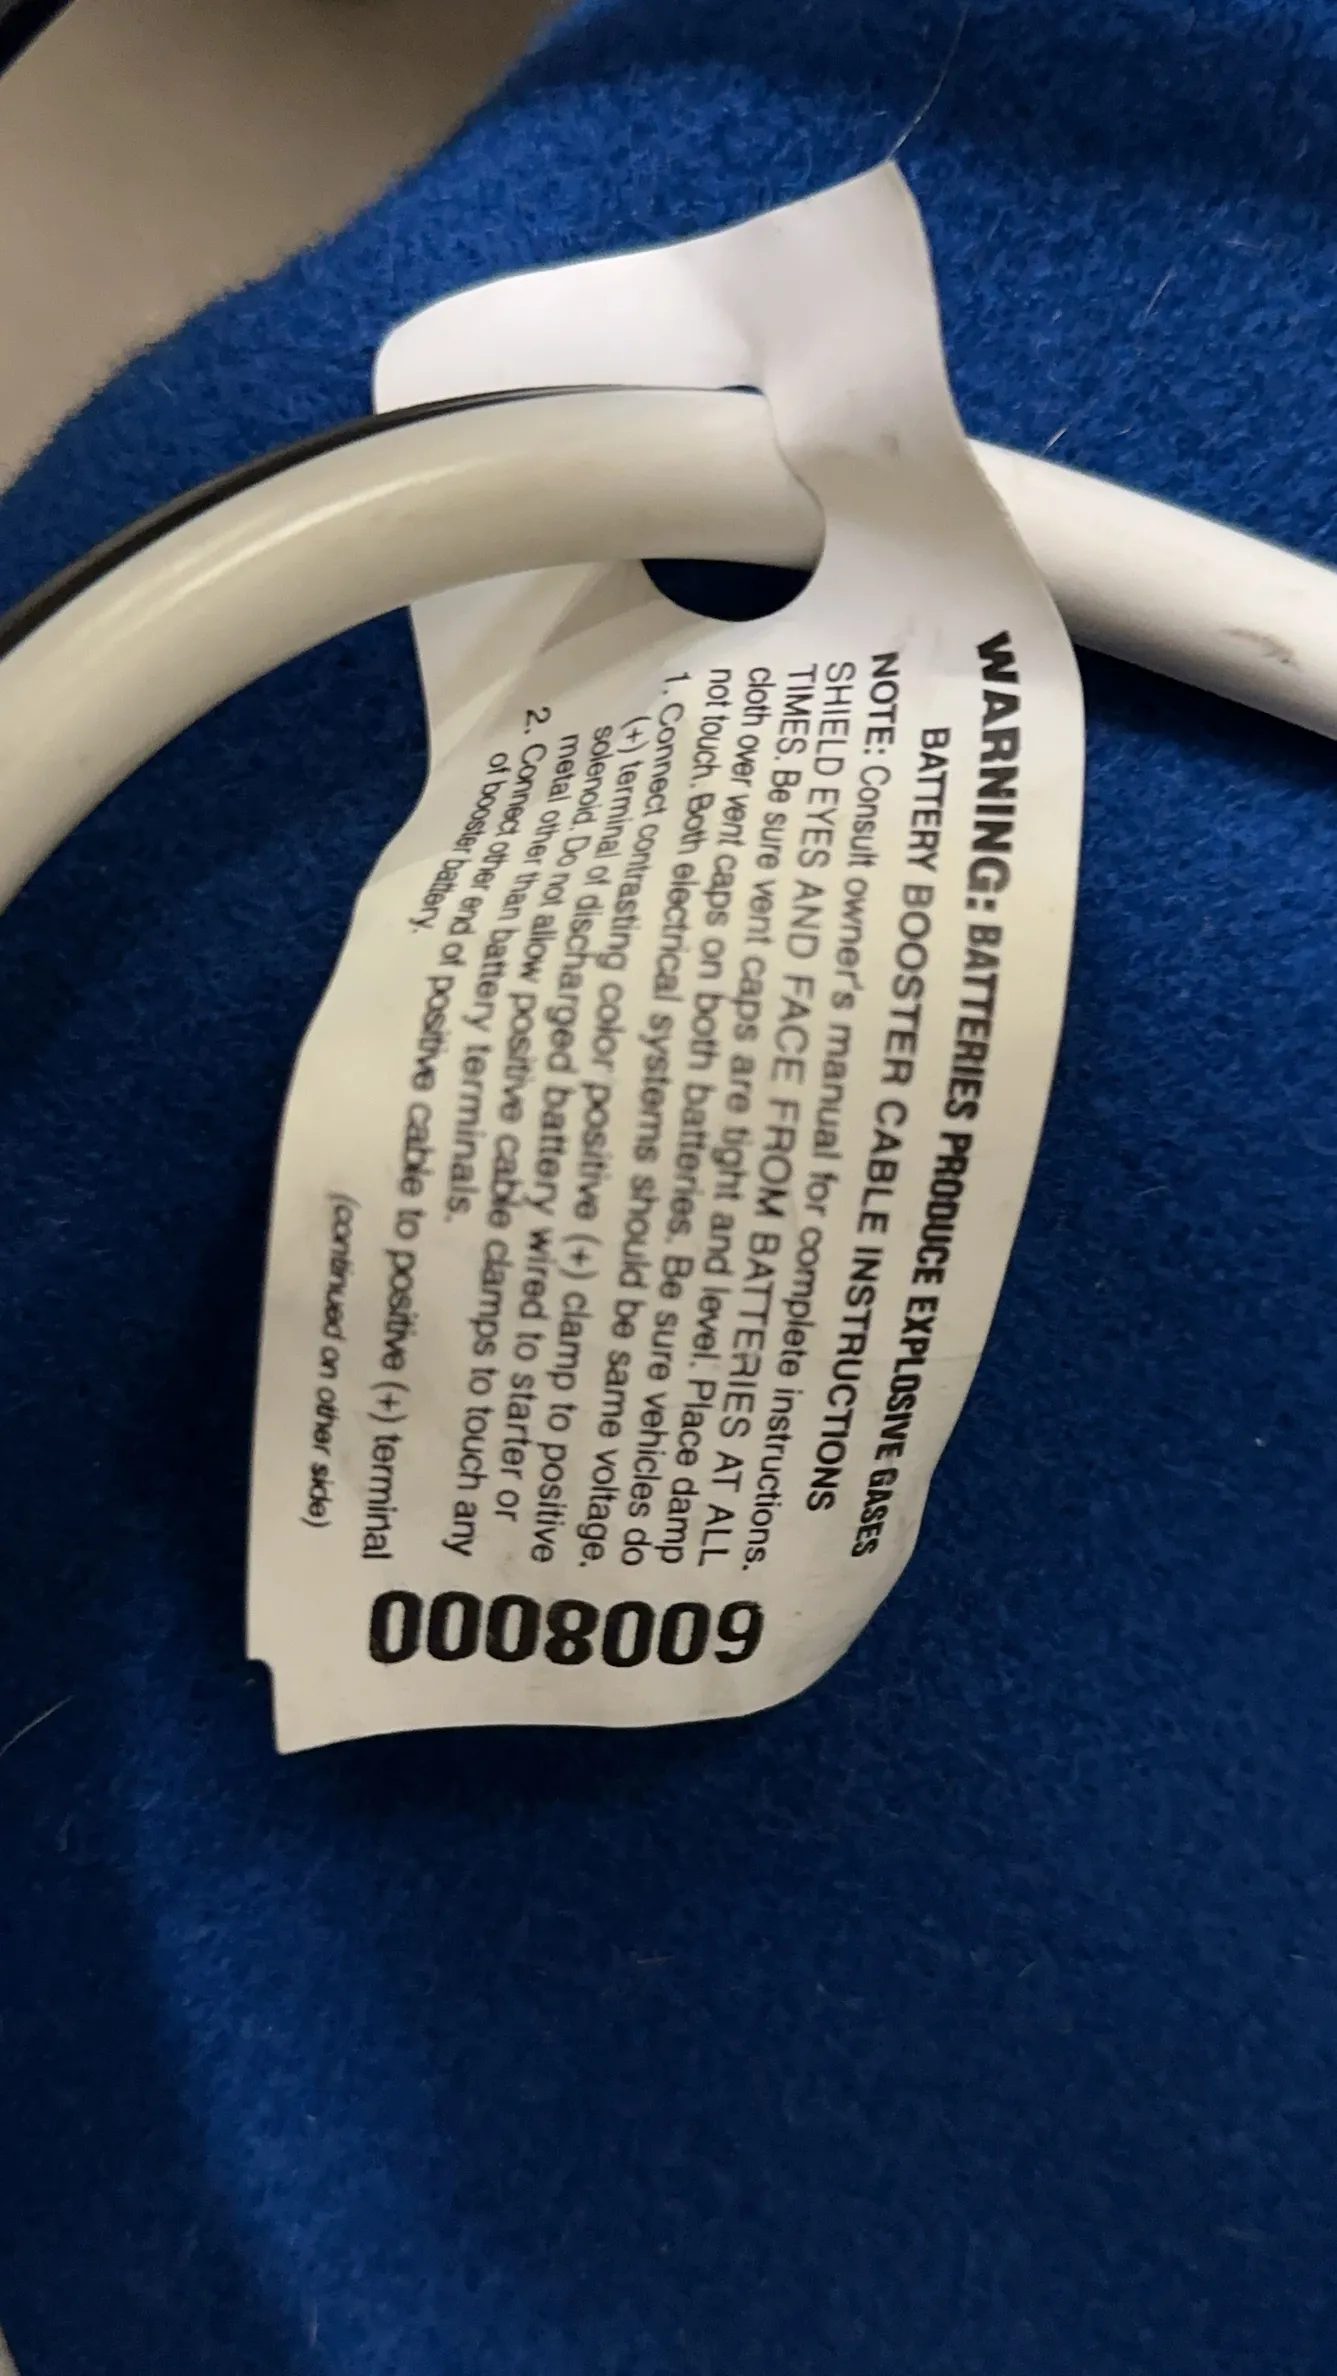 WARNING: BATTERIES PRODUCE EXPLOSIVE GASES
BATTERY BOOSTER CABLE INSTRUCTIONS
NOTE: Consult owner's manual for complete instructions.
SHIELD EYES AND FACE FROM BATTERIES AT ALL
TIMES. Be sure vent caps are tight and level. Place damp
cloth over vent caps on both batteries. Be sure vehicles do
not touch. Both electrical systems should be same voltage.
1. Connect contrasting color positive (+) clamp to positive
(+) terminal of discharged battery wired to starter or
solenoid. Do not allow positive cable clamps to touch any
metal other than battery terminals.
2. Connect other end of positive cable to positive (+) terminal
of booster battery.
(continued on other side)
6008000